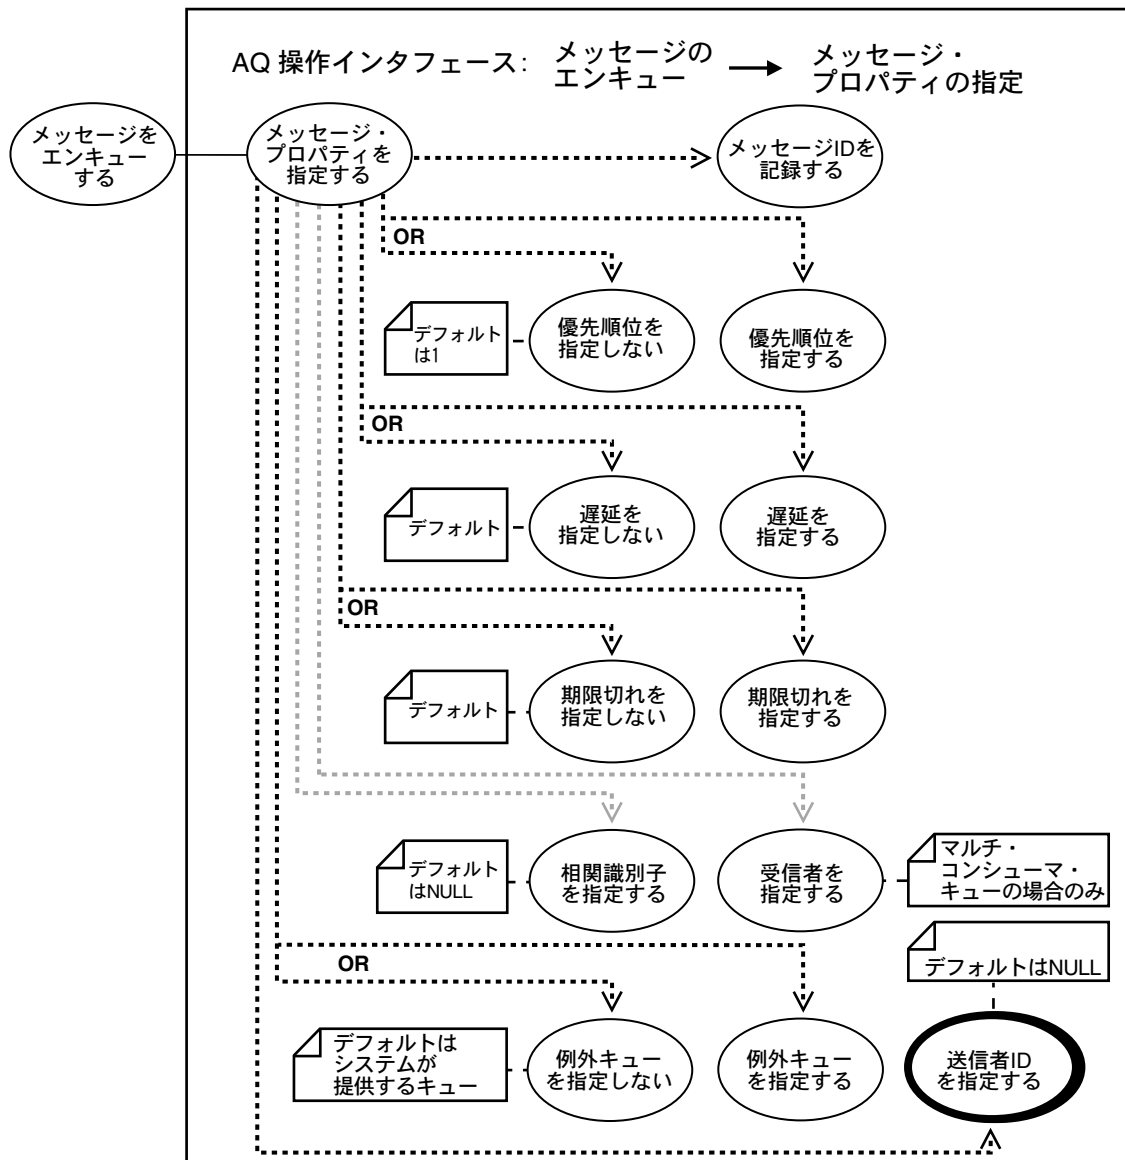 AQ 操作インタフェース： メッセージの
エンキュー
メッセージ・
プロパティの指定
メッセージを
エンキュー
する
メッセージ・
プロパティを
指定する
メッセージIDを
記録する
OR
デフォルト
は1
優先順位を
指定しない
優先順位を
指定する
OR
デフォルト
遅延を
指定しない
遅延を
指定する
OR
デフォルト
期限切れを
指定しない
期限切れを
指定する
デフォルト
はNULL
相関識別子
を指定する
受信者を
指定する
マルチ・
コンシューマ・
キューの場合のみ
デフォルトはNULL
OR
デフォルトは
システムが
提供するキュー
例外キュー
を指定しない
例外キュー
を指定する
送信者ID
を指定する